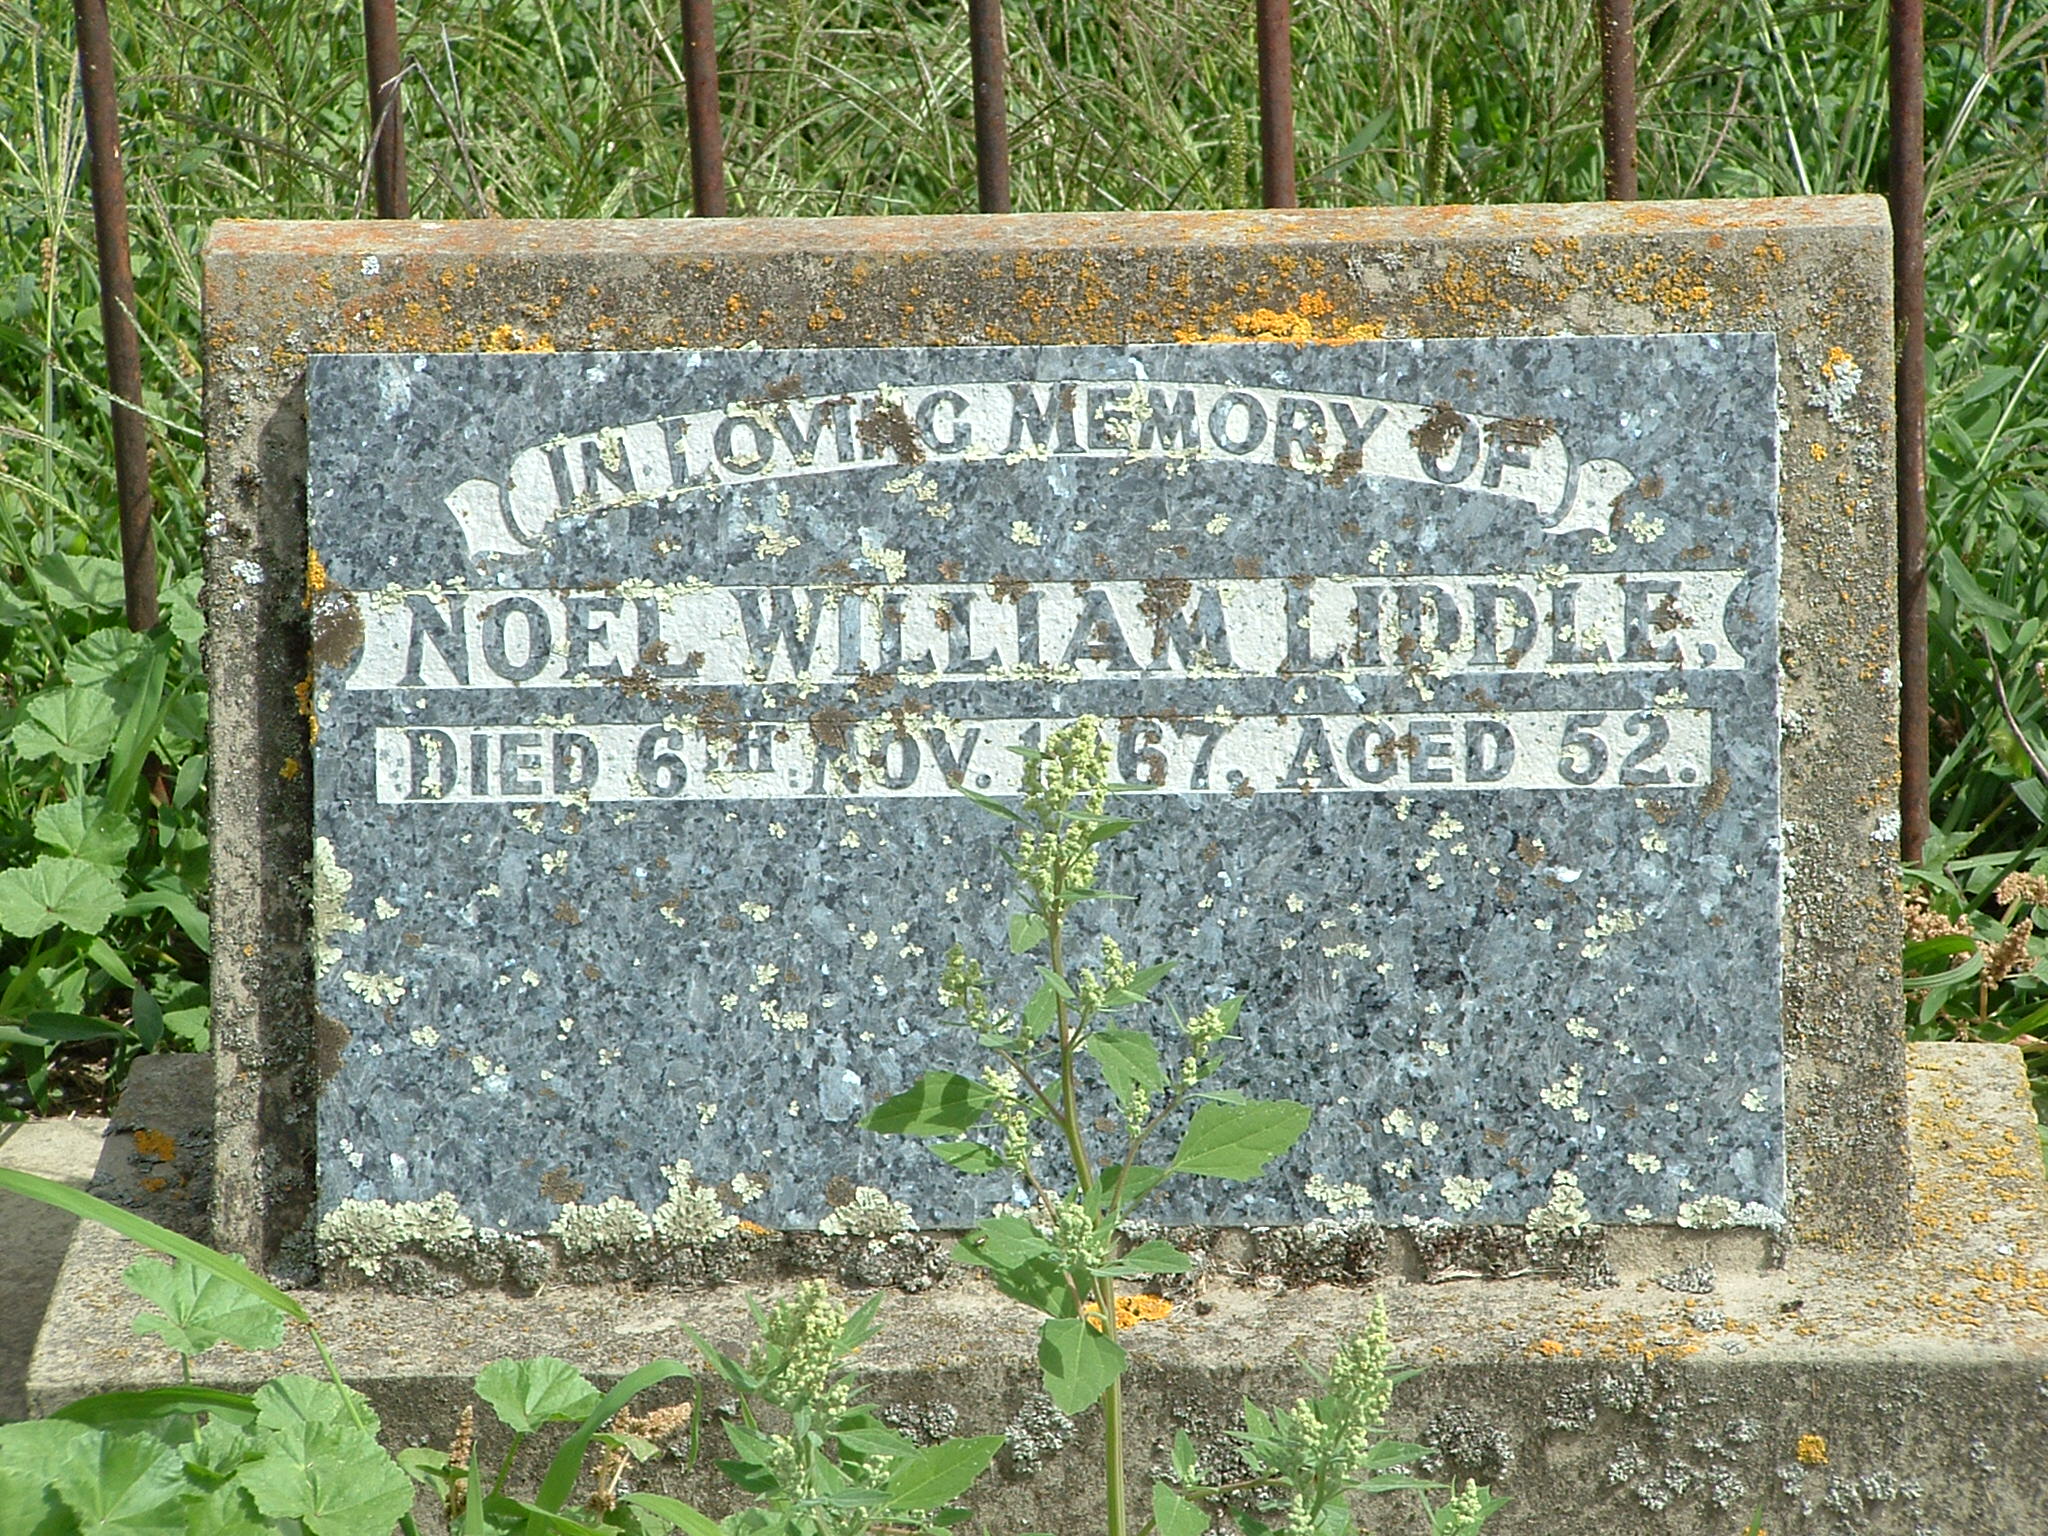 IN LOVING MEMORY OF
NOEL WILLIAM LIDDLE,
DIED 6TH NOV. AGED 52.